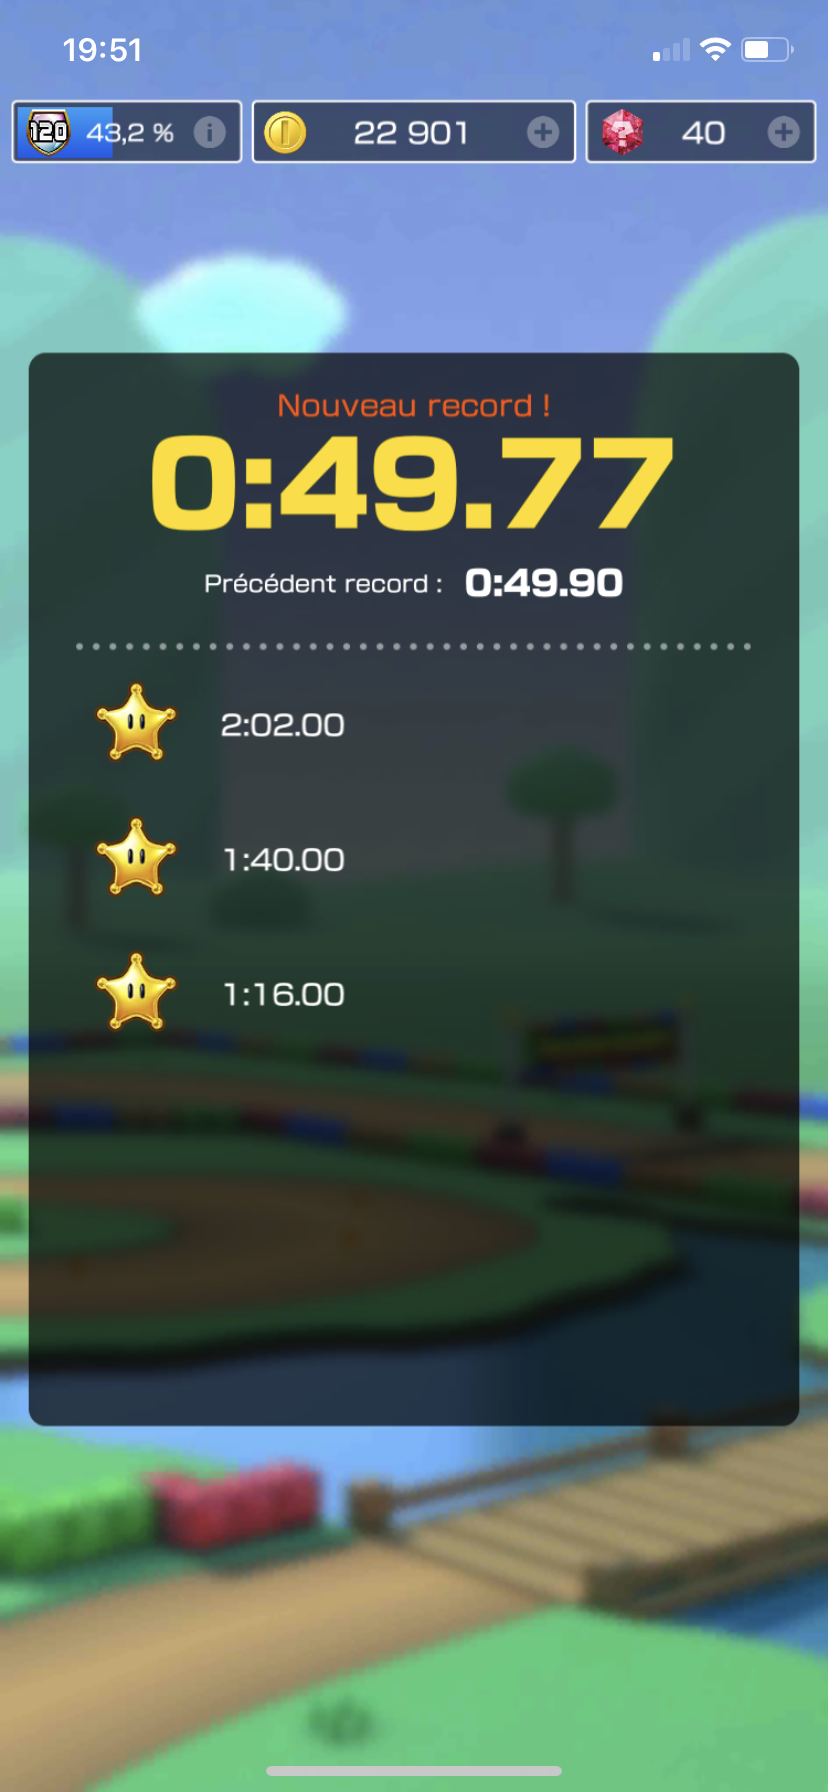 19:51
120 43,2 % i 22 901 + ? 40 +
Nouveau record !
0:49.77
Précédent record : 0:49.90
2:02.00
1:40.00
1:16.00